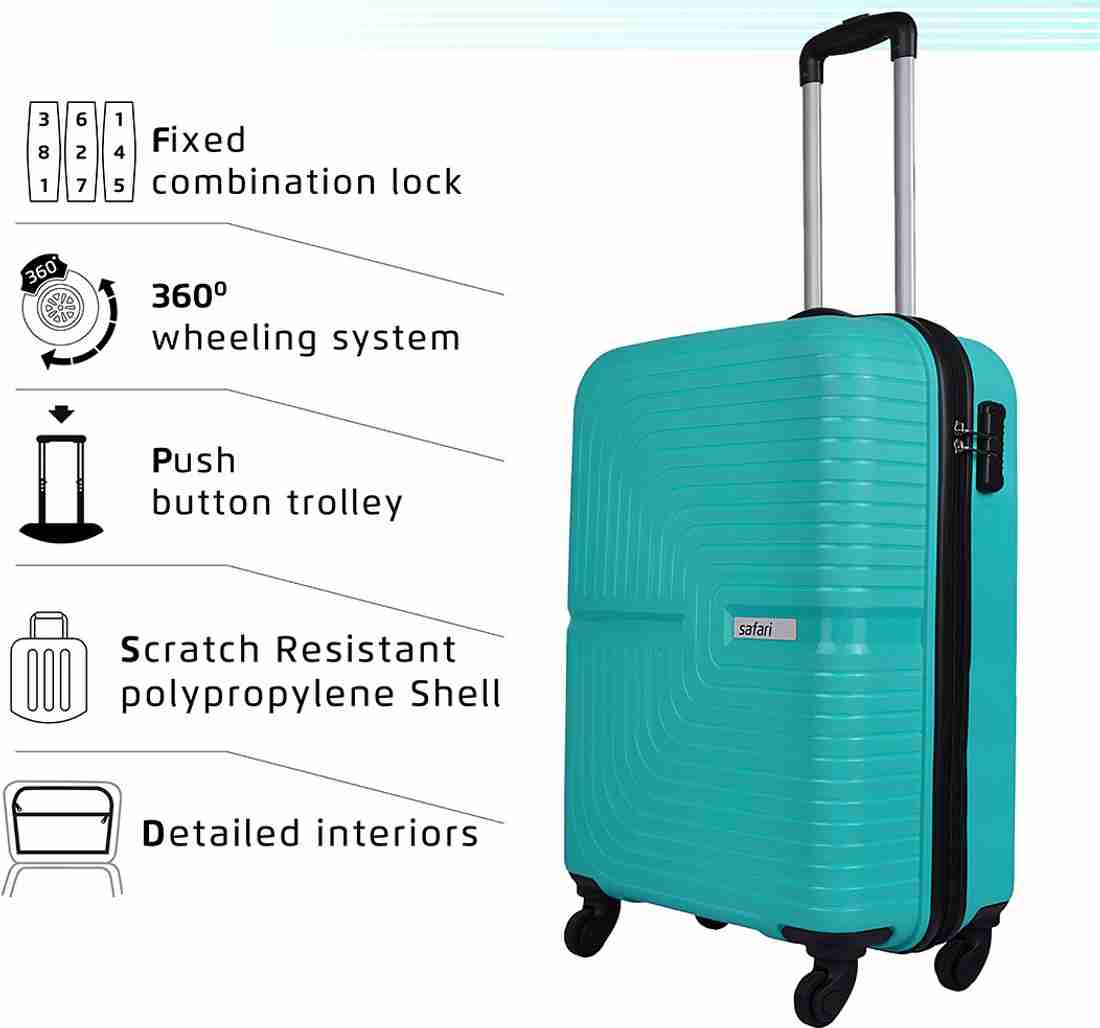 3 6 1
8 2 4
1 7 5
Fixed
combination lock
360°
360⁰
wheeling system
Push
button trolley
Scratch Resistant
polypropylene Shell
Detailed interiors
safari